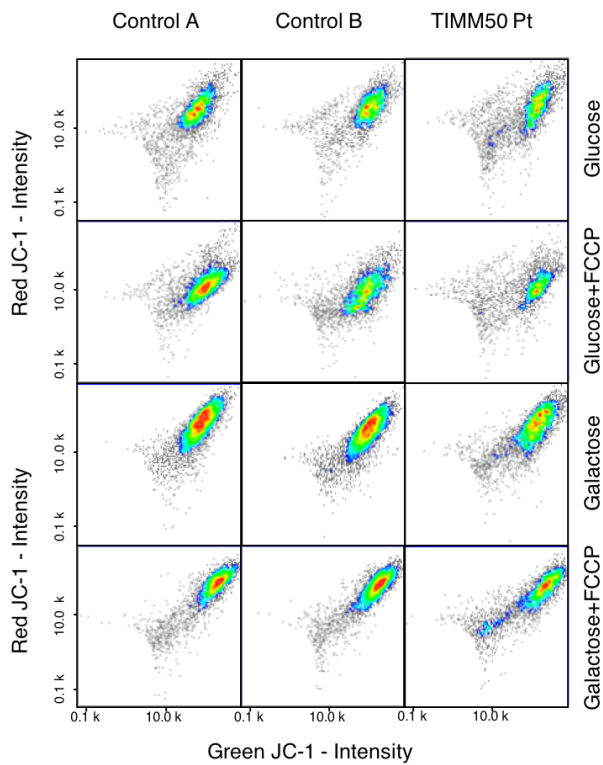 Control A
Control B
TIMM50 Pt
Red JC-1 - Intensity
10.0 k
0.1 k
Glucose
10.0 k
0.1 k
Glucose+FCCP
Red JC-1 - Intensity
10.0 k
0.1 k
Galactose
10.0 k
0.1 k
Galactose+FCCP
0.1 k 10.0 k 0.1 k 10.0 k 0.1 k 10.0 k
Green JC-1 - Intensity